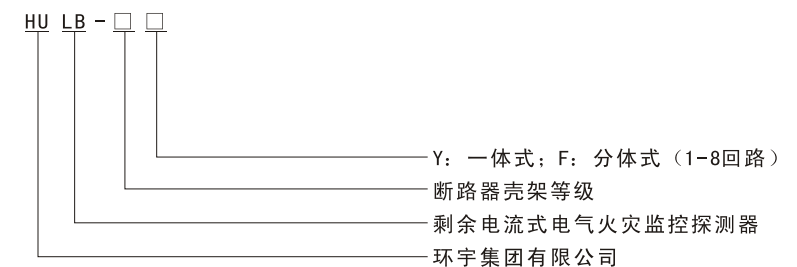 HU LB-□ □
Y：一体式；F：分体式（1-8回路）
断路器壳架等级
剩余电流式电气火灾监控探测器
环宇集团有限公司